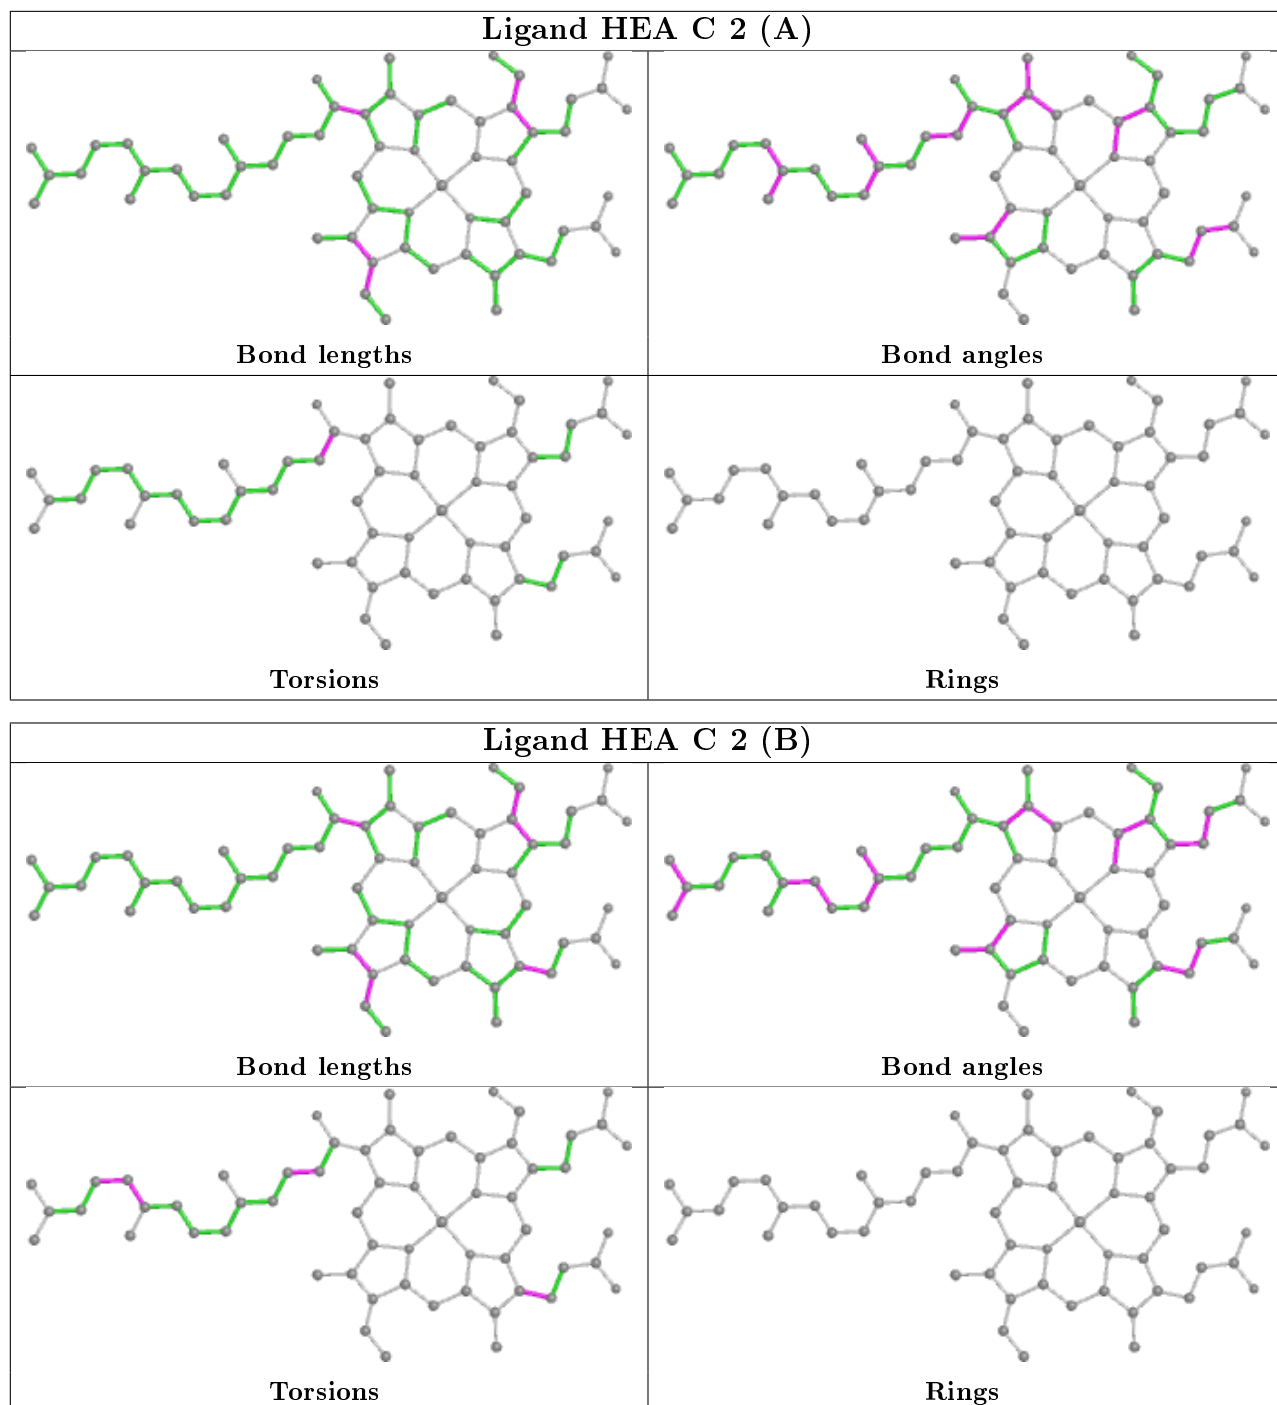 Ligand HEA C 2 (A)
Bond lengths
Bond angles
Torsions
Rings
Ligand HEA C 2 (B)
Bond lengths
Bond angles
Torsions
Rings